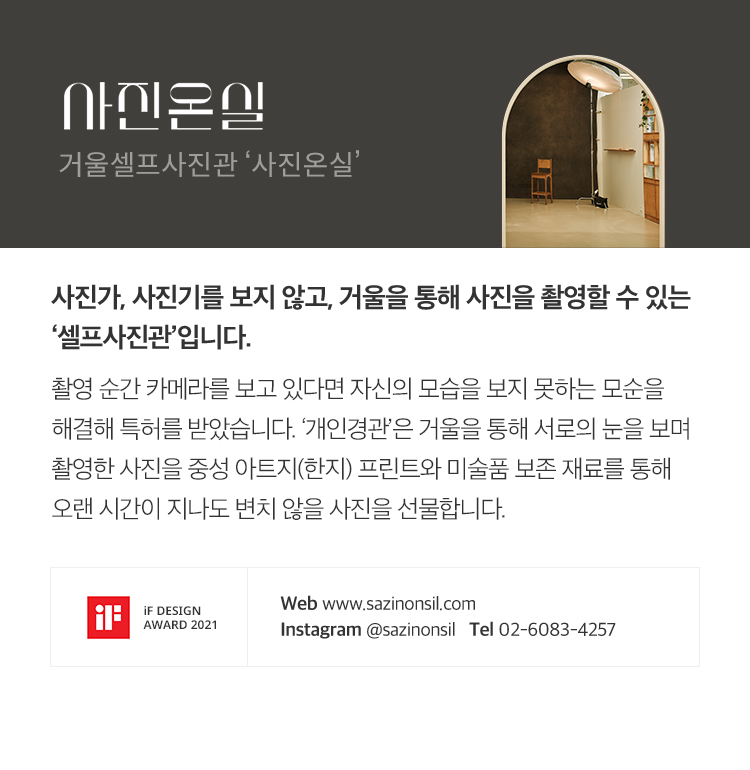 사진온실
거울셀프사진관 ‘사진온실’
사진가, 사진기를 보지 않고, 거울을 통해 사진을 촬영할 수 있는
‘셀프사진관’입니다.
촬영 순간 카메라를 보고 있다면 자신의 모습을 보지 못하는 모순을
해결해 특허를 받았습니다. ‘개인경관’은 거울을 통해 서로의 눈을 보며
촬영한 사진을 중성 아트지(한지) 프린트와 미술품 보존 재료를 통해
오랜 시간이 지나도 변치 않을 사진을 선물합니다.
iF
iF DESIGN
AWARD 2021
Web www.sazinonsil.com
Instagram @sazinonsil Tel 02-6083-4257